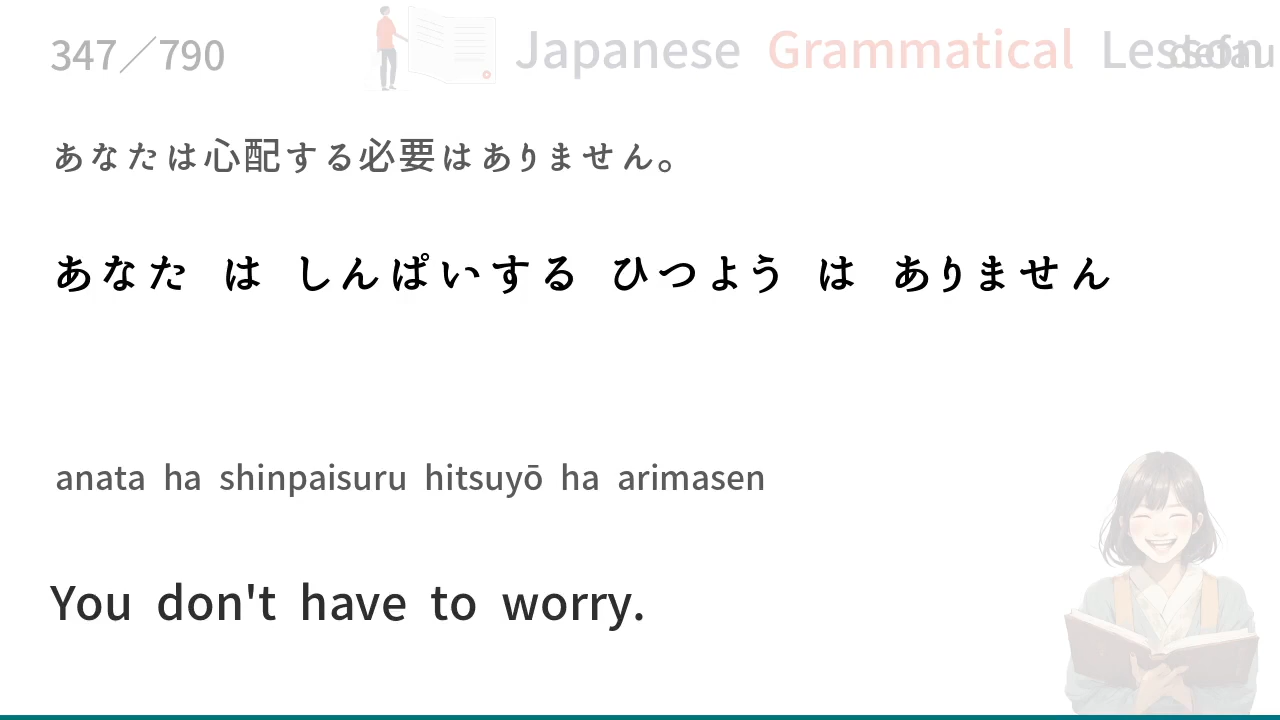 347／790
Japanese Grammatical Lesson
あなたは心配する必要はありません。
あなた は しんぱいする ひつよう は ありません
anata ha shinpaisuru hitsuyō ha arimasen
You don't have to worry.